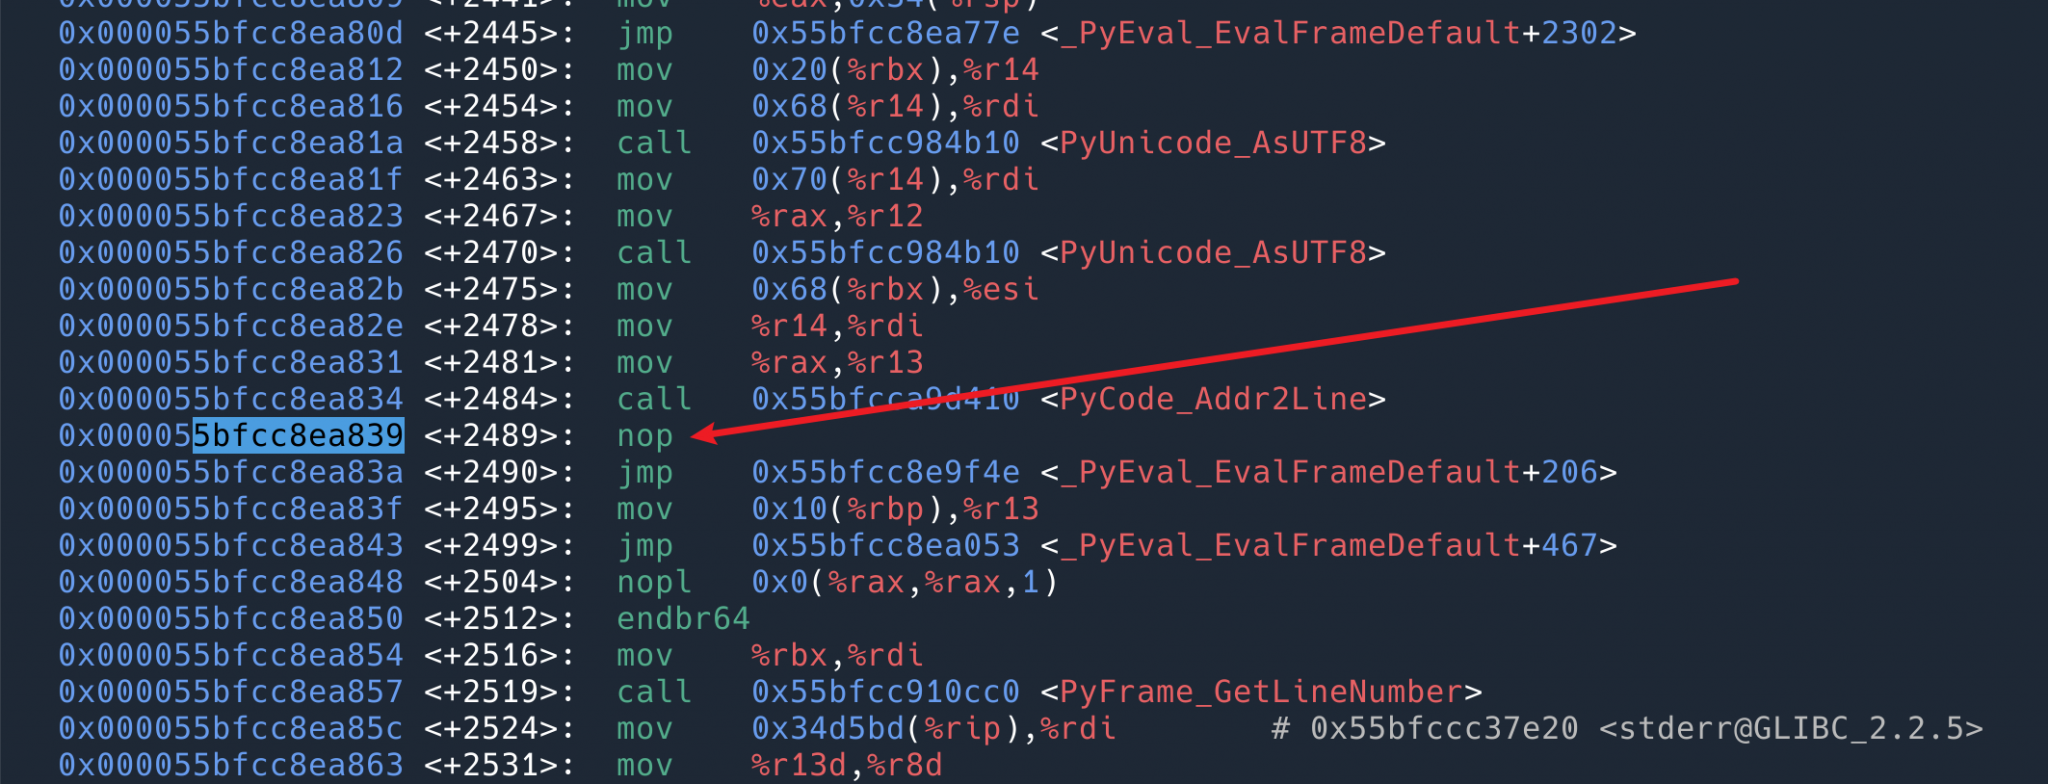 0x000055bfcc8ea809 <+2441>: mov %eax,0x34(%rsp)
0x000055bfcc8ea80d <+2445>: jmp 0x55bfcc8ea77e <_PyEval_EvalFrameDefault+2302>
0x000055bfcc8ea812 <+2450>: mov 0x20(%rbx),%r14
0x000055bfcc8ea816 <+2454>: mov 0x68(%r14),%rdi
0x000055bfcc8ea81a <+2458>: call 0x55bfcc984b10 <PyUnicode_AsUTF8>
0x000055bfcc8ea81f <+2463>: mov 0x70(%r14),%rdi
0x000055bfcc8ea823 <+2467>: mov %rax,%r12
0x000055bfcc8ea826 <+2470>: call 0x55bfcc984b10 <PyUnicode_AsUTF8>
0x000055bfcc8ea82b <+2475>: mov 0x68(%rbx),%esi
0x000055bfcc8ea82e <+2478>: mov %r14,%rdi
0x000055bfcc8ea831 <+2481>: mov %rax,%r13
0x000055bfcc8ea834 <+2484>: call 0x55bfcca9d410 <PyCode_Addr2Line>
0x000055bfcc8ea839 <+2489>: nop
0x000055bfcc8ea83a <+2490>: jmp 0x55bfcc8e9f4e <_PyEval_EvalFrameDefault+206>
0x000055bfcc8ea83f <+2495>: mov 0x10(%rbp),%r13
0x000055bfcc8ea843 <+2499>: jmp 0x55bfcc8ea053 <_PyEval_EvalFrameDefault+467>
0x000055bfcc8ea848 <+2504>: nopl 0x0(%rax,%rax,1)
0x000055bfcc8ea850 <+2512>: endbr64
0x000055bfcc8ea854 <+2516>: mov %rbx,%rdi
0x000055bfcc8ea857 <+2519>: call 0x55bfcc910cc0 <PyFrame_GetLineNumber>
0x000055bfcc8ea85c <+2524>: mov 0x34d5bd(%rip),%rdi # 0x55bfccc37e20 <stderr@GLIBC_2.2.5>
0x000055bfcc8ea863 <+2531>: mov %r13d,%r8d